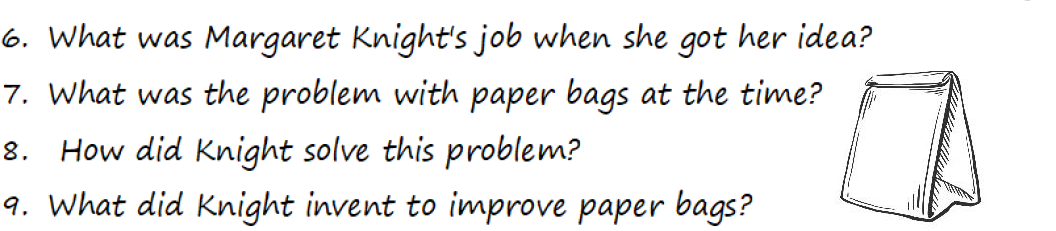 6. What was Margaret Knight's job when she got her idea?
7. What was the problem with paper bags at the time?
8. How did Knight solve this problem?
9. What did Knight invent to improve paper bags?